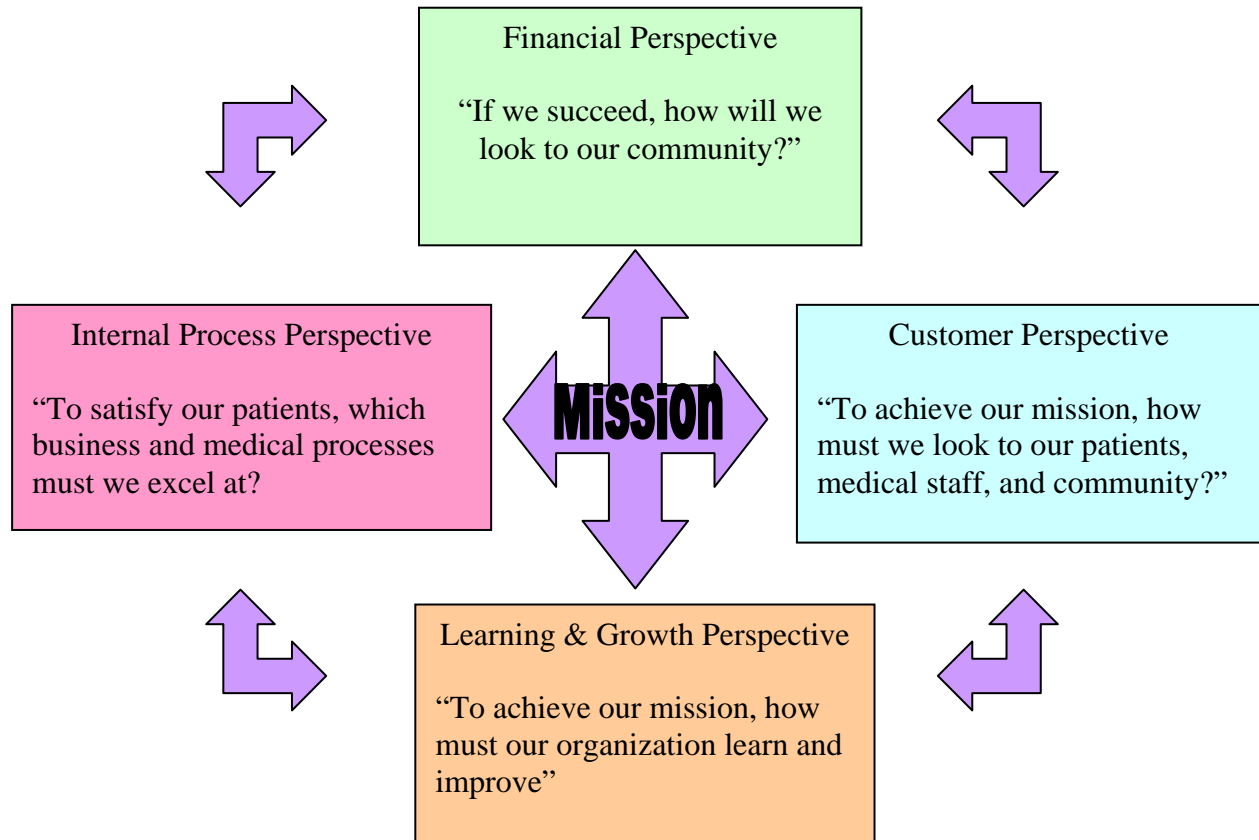 Financial Perspective
“If we succeed, how will we
look to our community?”
Internal Process Perspective
“To satisfy our patients, which
business and medical processes
must we excel at?
Mission
Customer Perspective
“To achieve our mission, how
must we look to our patients,
medical staff, and community?”
Learning & Growth Perspective
“To achieve our mission, how
must our organization learn and
improve”